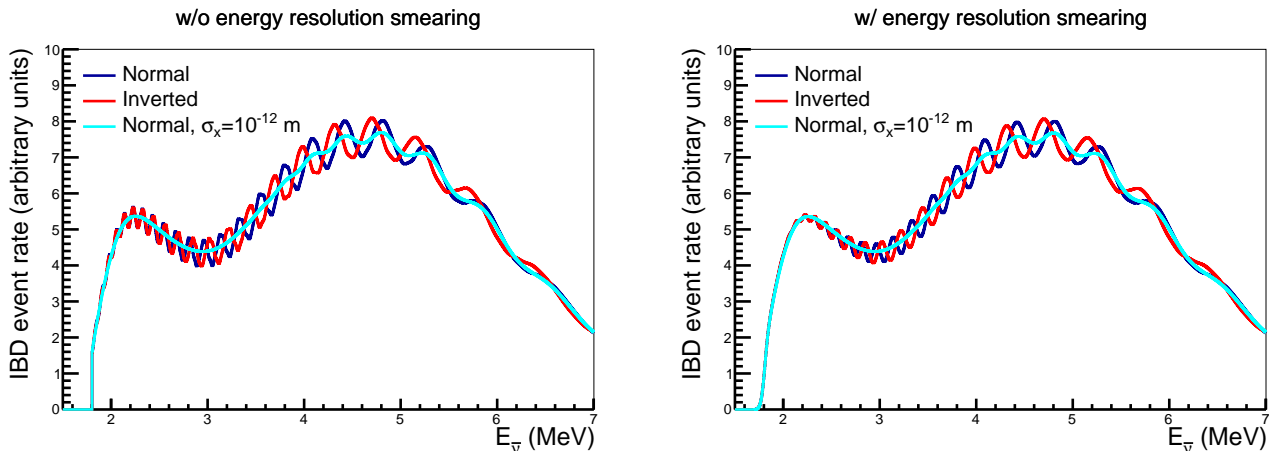 w/o energy resolution smearing
IBD event rate (arbitrary units)
10
9
8
7
6
5
4
3
2
1
0
Normal
Inverted
Normal, σx=10⁻¹² m
2 3 4 5 6 7
E_ν̅ (MeV)
w/ energy resolution smearing
IBD event rate (arbitrary units)
10
9
8
7
6
5
4
3
2
1
0
Normal
Inverted
Normal, σx=10⁻¹² m
2 3 4 5 6 7
E_ν̅ (MeV)